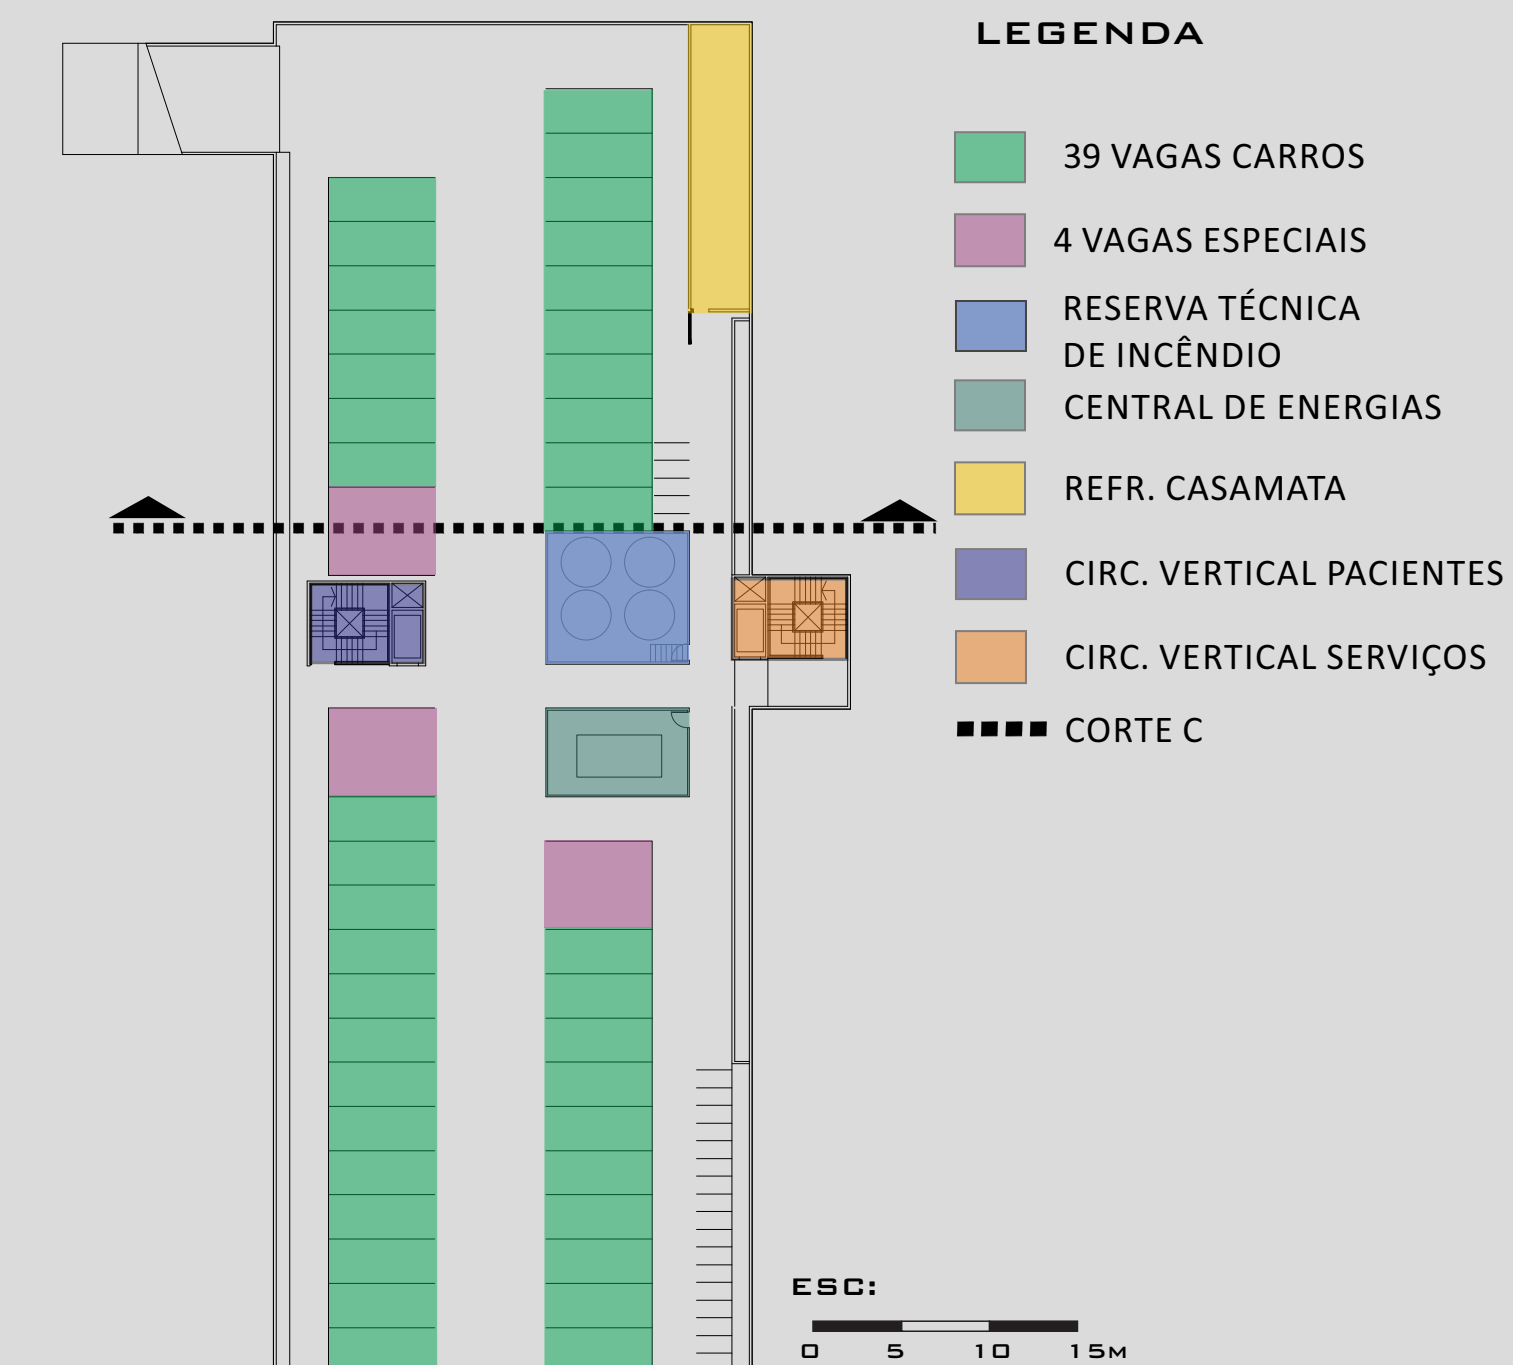 LEGENDA
39 VAGAS CARROS
4 VAGAS ESPECIAIS
RESERVA TÉCNICA
DE INCÊNDIO
CENTRAL DE ENERGIAS
REFR. CASAMATA
CIRC. VERTICAL PACIENTES
CIRC. VERTICAL SERVIÇOS
CORTE C
ESC:
0 5 10 15M